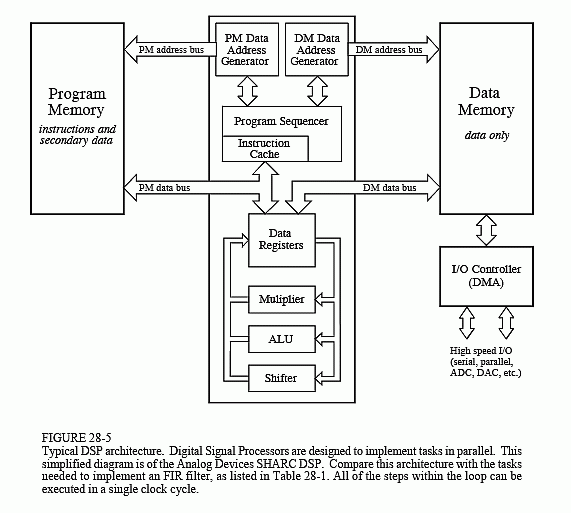 PM Data
Address
Generator
DM Data
Address
Generator
PM address bus
DM address bus
Program
Memory
instructions and
secondary data
Data
Memory
data only
Program Sequencer
Instruction
Cache
PM data bus
DM data bus
Data
Registers
I/O Controller
(DMA)
Muliplier
ALU
Shifter
High speed I/O
(serial, parallel,
ADC, DAC, etc.)
FIGURE 28-5
Typical DSP architecture. Digital Signal Processors are designed to implement tasks in parallel. This
simplified diagram is of the Analog Devices SHARC DSP. Compare this architecture with the tasks
needed to implement an FIR filter, as listed in Table 28-1. All of the steps within the loop can be
executed in a single clock cycle.